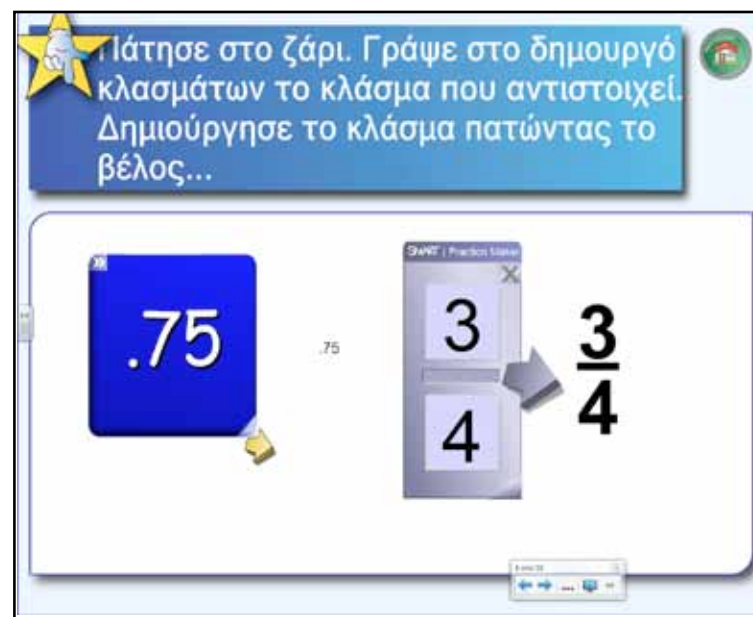 Πάτησε στο ζάρι. Γράψε στο δημουργό
κλασμάτων το κλάσμα που αντιστοιχεί.
Δημιούργησε το κλάσμα πατώντας το
βέλος...
.75
.75
SMART | Fraction Maker
3
4
3
4